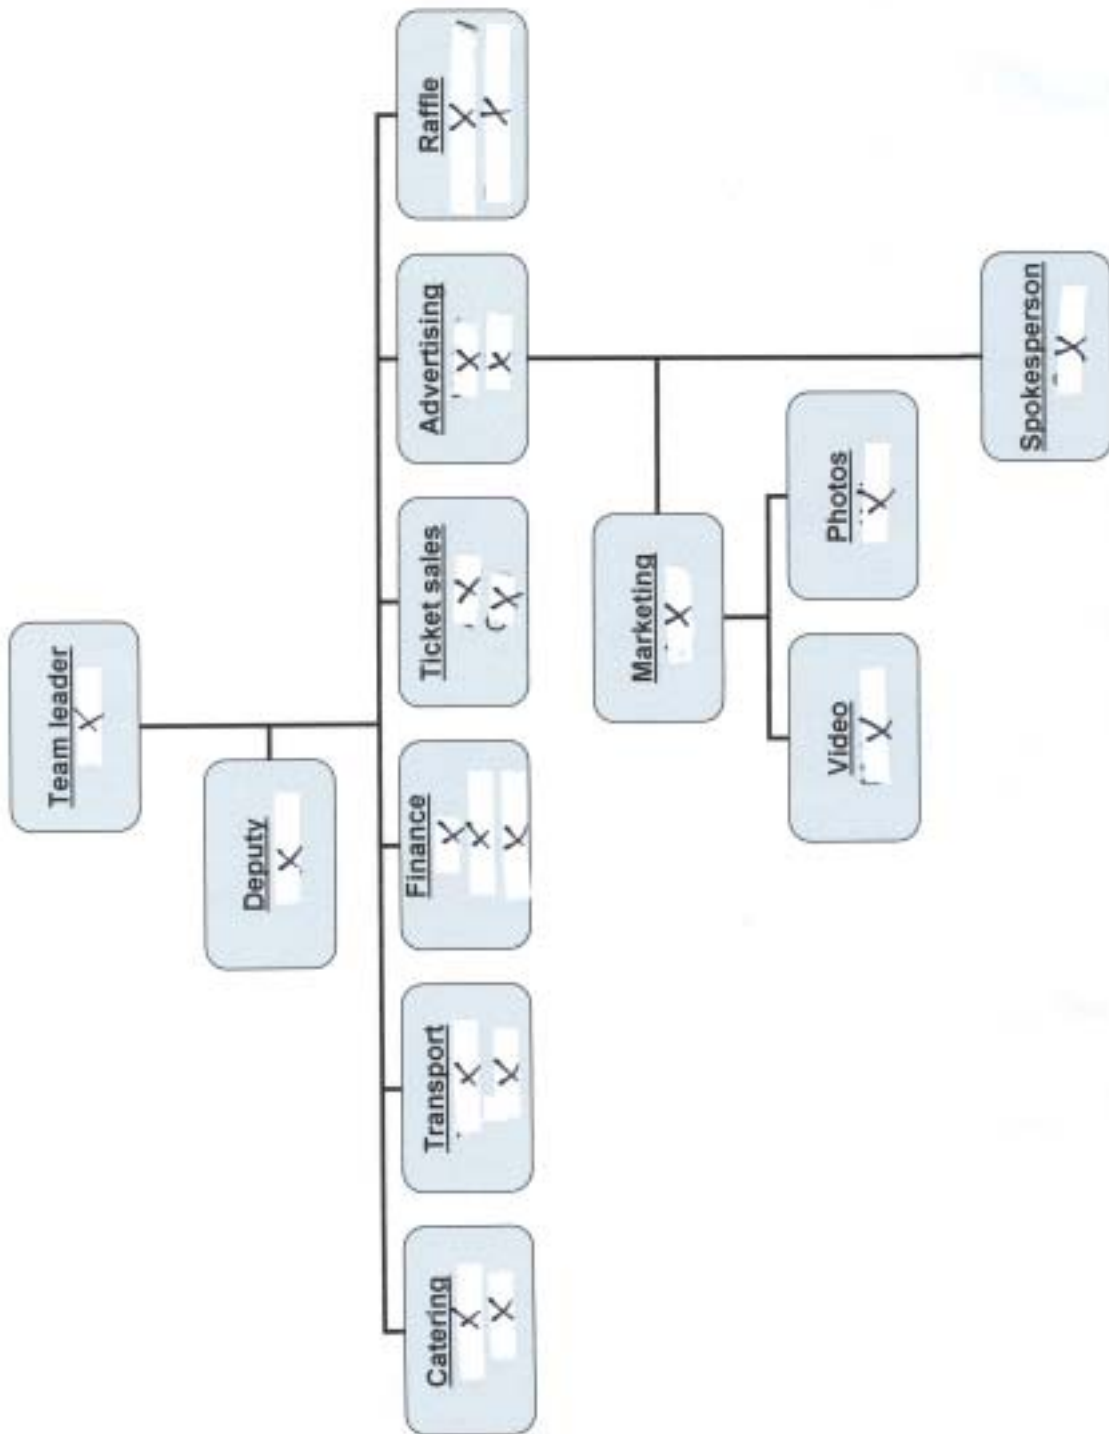 Team leader
X
Deputy
X
Catering
X
X
Transport
X
X
Finance
X
X
X
Ticket sales
X
X
Advertising
X
X
Raffle
X
X
Marketing
X
Video
X
Photos
X
Spokesperson
X